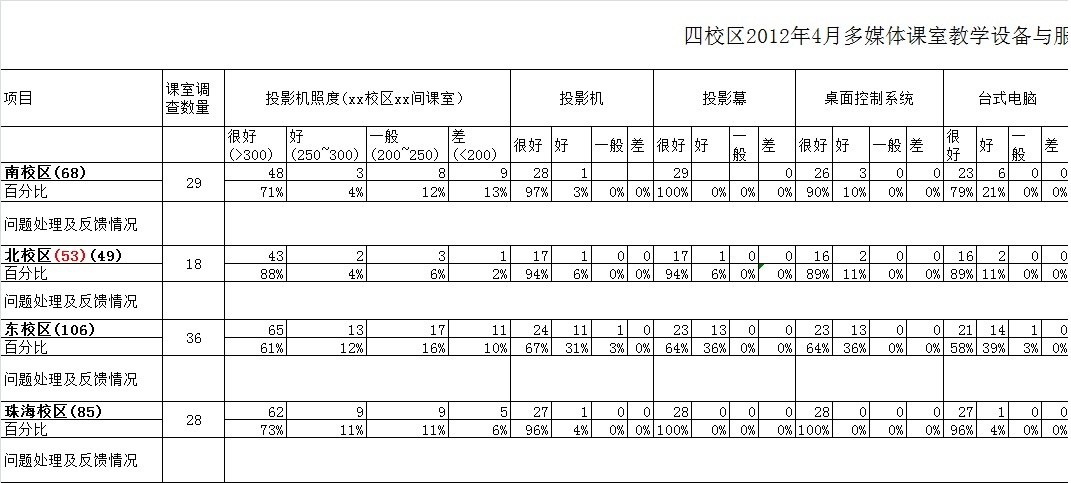 四校区2012年4月多媒体课室教学设备与服
项目 课室调查数量 投影机照度(xx校区xx间课室) 投影机 投影幕 桌面控制系统 台式电脑
很好(>300) 好(250~300) 一般(200~250) 差(<200) 很好 好 一般 差 很好 好 一般 差 很好 好 一般 差 很好 好 一般 差
南校区(68) 29 48 3 8 9 28 1 29 0 26 3 0 0 23 6 0 0
百分比 71% 4% 12% 13% 97% 3% 0% 0% 100% 0% 0% 0% 90% 10% 0% 0% 79% 21% 0% 0%
问题处理及反馈情况
北校区(53)(49) 18 43 2 3 1 17 1 0 0 17 1 0 0 16 2 0 0 16 2 0 0
百分比 88% 4% 6% 2% 94% 6% 0% 0% 94% 6% 0% 0% 89% 11% 0% 0% 89% 11% 0% 0%
问题处理及反馈情况
东校区(106) 36 65 13 17 11 24 11 1 0 23 13 0 0 23 13 0 0 21 14 1 0
百分比 61% 12% 16% 10% 67% 31% 3% 0% 64% 36% 0% 0% 64% 36% 0% 0% 58% 39% 3% 0%
问题处理及反馈情况
珠海校区(85) 28 62 9 9 5 27 1 0 0 28 0 0 0 28 0 0 0 27 1 0 0
百分比 73% 11% 11% 6% 96% 4% 0% 0% 100% 0% 0% 0% 100% 0% 0% 0% 96% 4% 0% 0%
问题处理及反馈情况